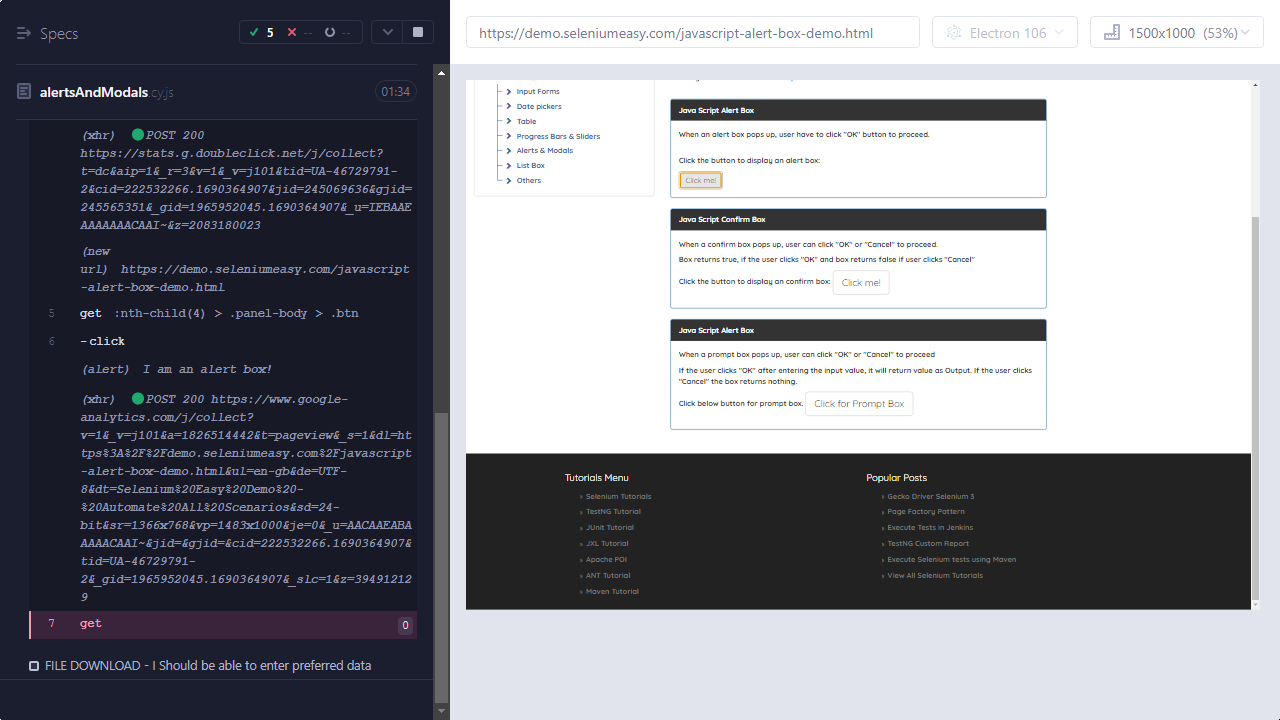 Specs
5 -- --
alertsAndModals.cy.js 01:34
(xhr) POST 200
https://stats.g.doubleclick.net/j/collect?
t=dc&aip=1&_r=3&v=1&_v=j101&tid=UA-46729791-
2&cid=222532266.1690364907&jid=245069636&gjid=
245565351&_gid=1965952045.1690364907&_u=IEBAAE
AAAAAAACAAI~&z=2083180023
(new
url) https://demo.seleniumeasy.com/javascript
-alert-box-demo.html
5 get :nth-child(4) > .panel-body > .btn
6 -click
(alert) I am an alert box!
(xhr) POST 200 https://www.google-
analytics.com/j/collect?
v=1&_v=j101&a=1826514442&t=pageview&_s=1&dl=ht
tps%3A%2F%2Fdemo.seleniumeasy.com%2Fjavascript
-alert-box-demo.html&ul=en-gb&de=UTF-
8&dt=Selenium%20Easy%20Demo%20-
%20Automate%20All%20Scenarios&sd=24-
bit&sr=1366x768&vp=1483x1000&je=0&_u=AACAAEABA
AAAACAAI~&jid=&gjid=&cid=222532266.1690364907&
tid=UA-46729791-
2&_gid=1965952045.1690364907&_slc=1&z=39491212
9
7 get 0
FILE DOWNLOAD - I Should be able to enter preferred data
https://demo.seleniumeasy.com/javascript-alert-box-demo.html
Electron 106
1500x1000 (53%)
Input Forms
Date pickers
Table
Progress Bars & Sliders
Alerts & Modals
List Box
Others
Java Script Alert Box
When an alert box pops up, user have to click "OK" button to proceed.
Click the button to display an alert box:
Click me!
Java Script Confirm Box
When a confirm box pops up, user can click "OK" or "Cancel" to proceed.
Box returns true, if the user clicks "OK" and box returns false if user clicks "Cancel"
Click the button to display an confirm box: Click me!
Java Script Alert Box
When a prompt box pops up, user can click "OK" or "Cancel" to proceed
If the user clicks "OK" after entering the input value, it will return value as Output. If the user clicks
"Cancel" the box returns nothing.
Click below button for prompt box. Click for Prompt Box
Tutorials Menu
Selenium Tutorials
TestNG Tutorial
JUnit Tutorial
JXL Tutorial
Apache POI
ANT Tutorial
Maven Tutorial
Popular Posts
Gecko Driver Selenium 3
Page Factory Pattern
Execute Tests in Jenkins
TestNG Custom Report
Execute Selenium tests using Maven
View All Selenium Tutorials